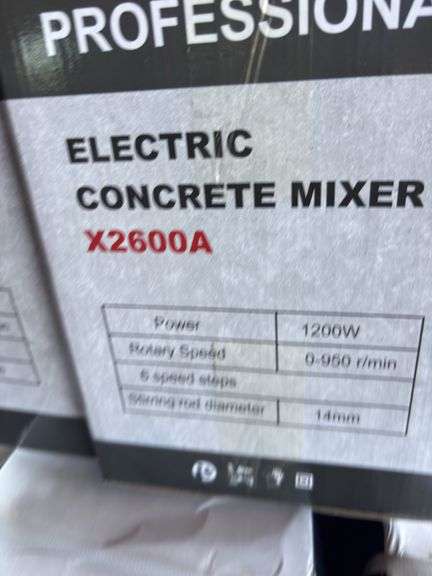 PROFESSIONA
ELECTRIC
CONCRETE MIXER
X2600A
Power 1200W
Rotary Speed 0-950 r/min
6 speed steps
Stirring rod diameter 14mm